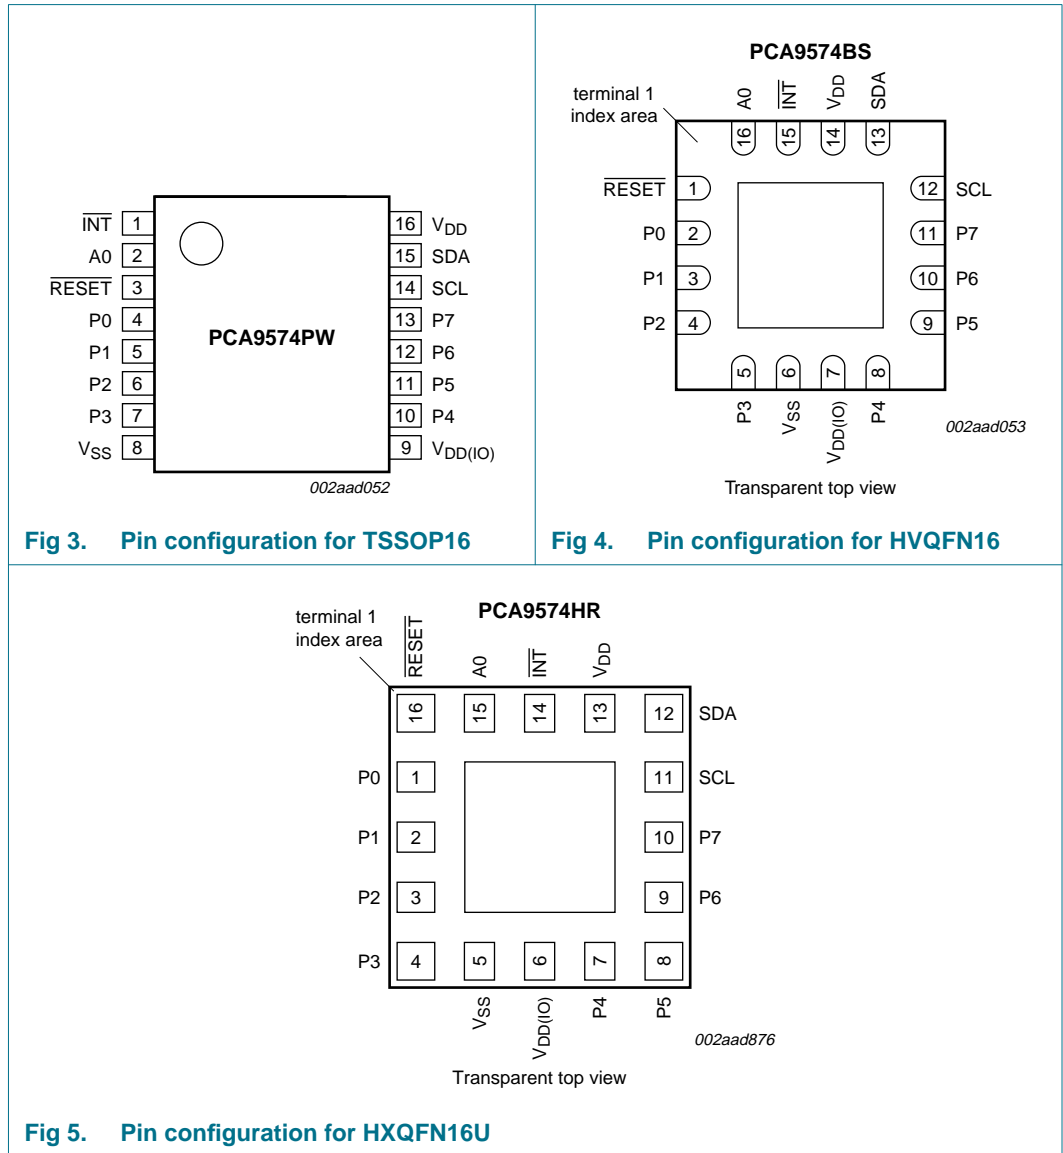 INT 1
A0 2
RESET 3
P0 4
P1 5
P2 6
P3 7
VSS 8
PCA9574PW
16 VDD
15 SDA
14 SCL
13 P7
12 P6
11 P5
10 P4
9 VDD(IO)
002aad052
Fig 3. Pin configuration for TSSOP16
PCA9574BS
terminal 1
index area
A0 INT VDD SDA
16 15 14 13
RESET 1 12 SCL
P0 2 11 P7
P1 3 10 P6
P2 4 9 P5
5 6 7 8
P3 VSS VDD(IO) P4
002aad053
Transparent top view
Fig 4. Pin configuration for HVQFN16
PCA9574HR
terminal 1
index area
RESET A0 INT VDD
16 15 14 13 12 SDA
P0 1 11 SCL
P1 2 10 P7
P2 3 9 P6
P3 4 5 6 7 8
VSS VDD(IO) P4 P5
002aad876
Transparent top view
Fig 5. Pin configuration for HXQFN16U